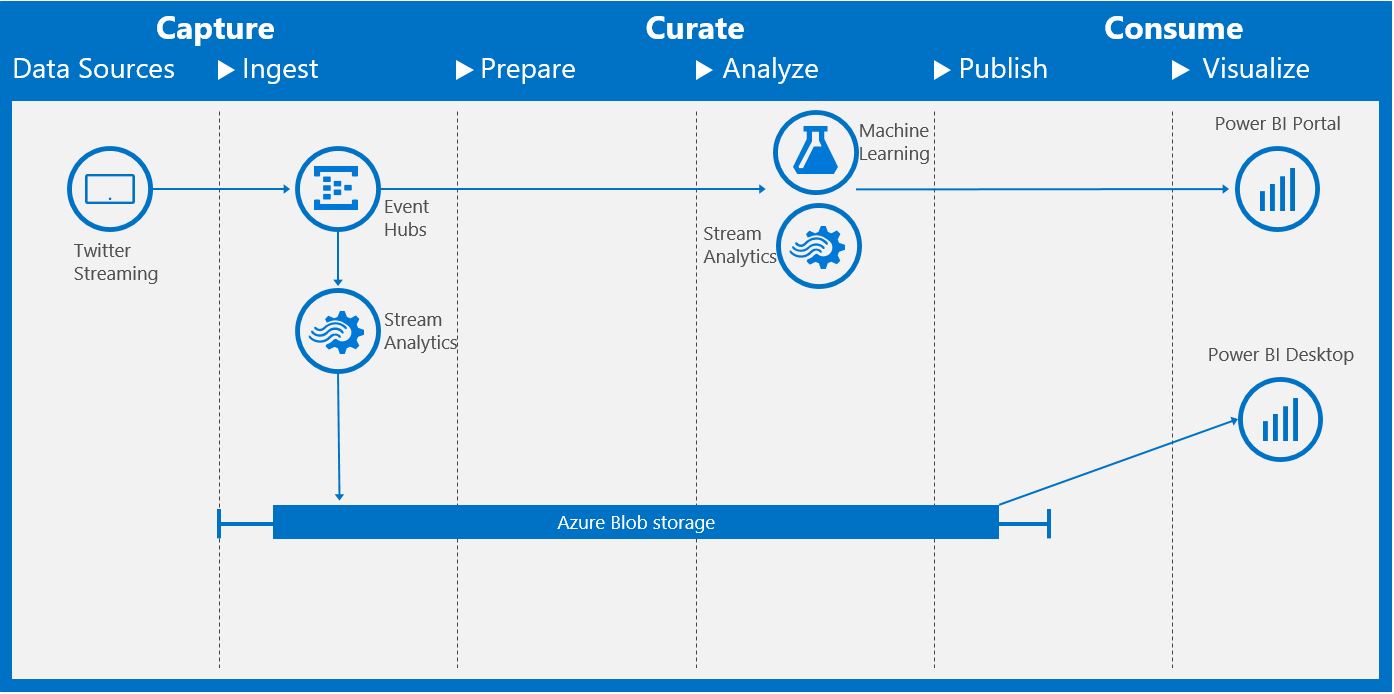 Capture
Curate
Consume
Data Sources
Ingest
Prepare
Analyze
Publish
Visualize
Twitter
Streaming
Event
Hubs
Stream
Analytics
Machine
Learning
Stream
Analytics
Power BI Portal
Power BI Desktop
Azure Blob storage